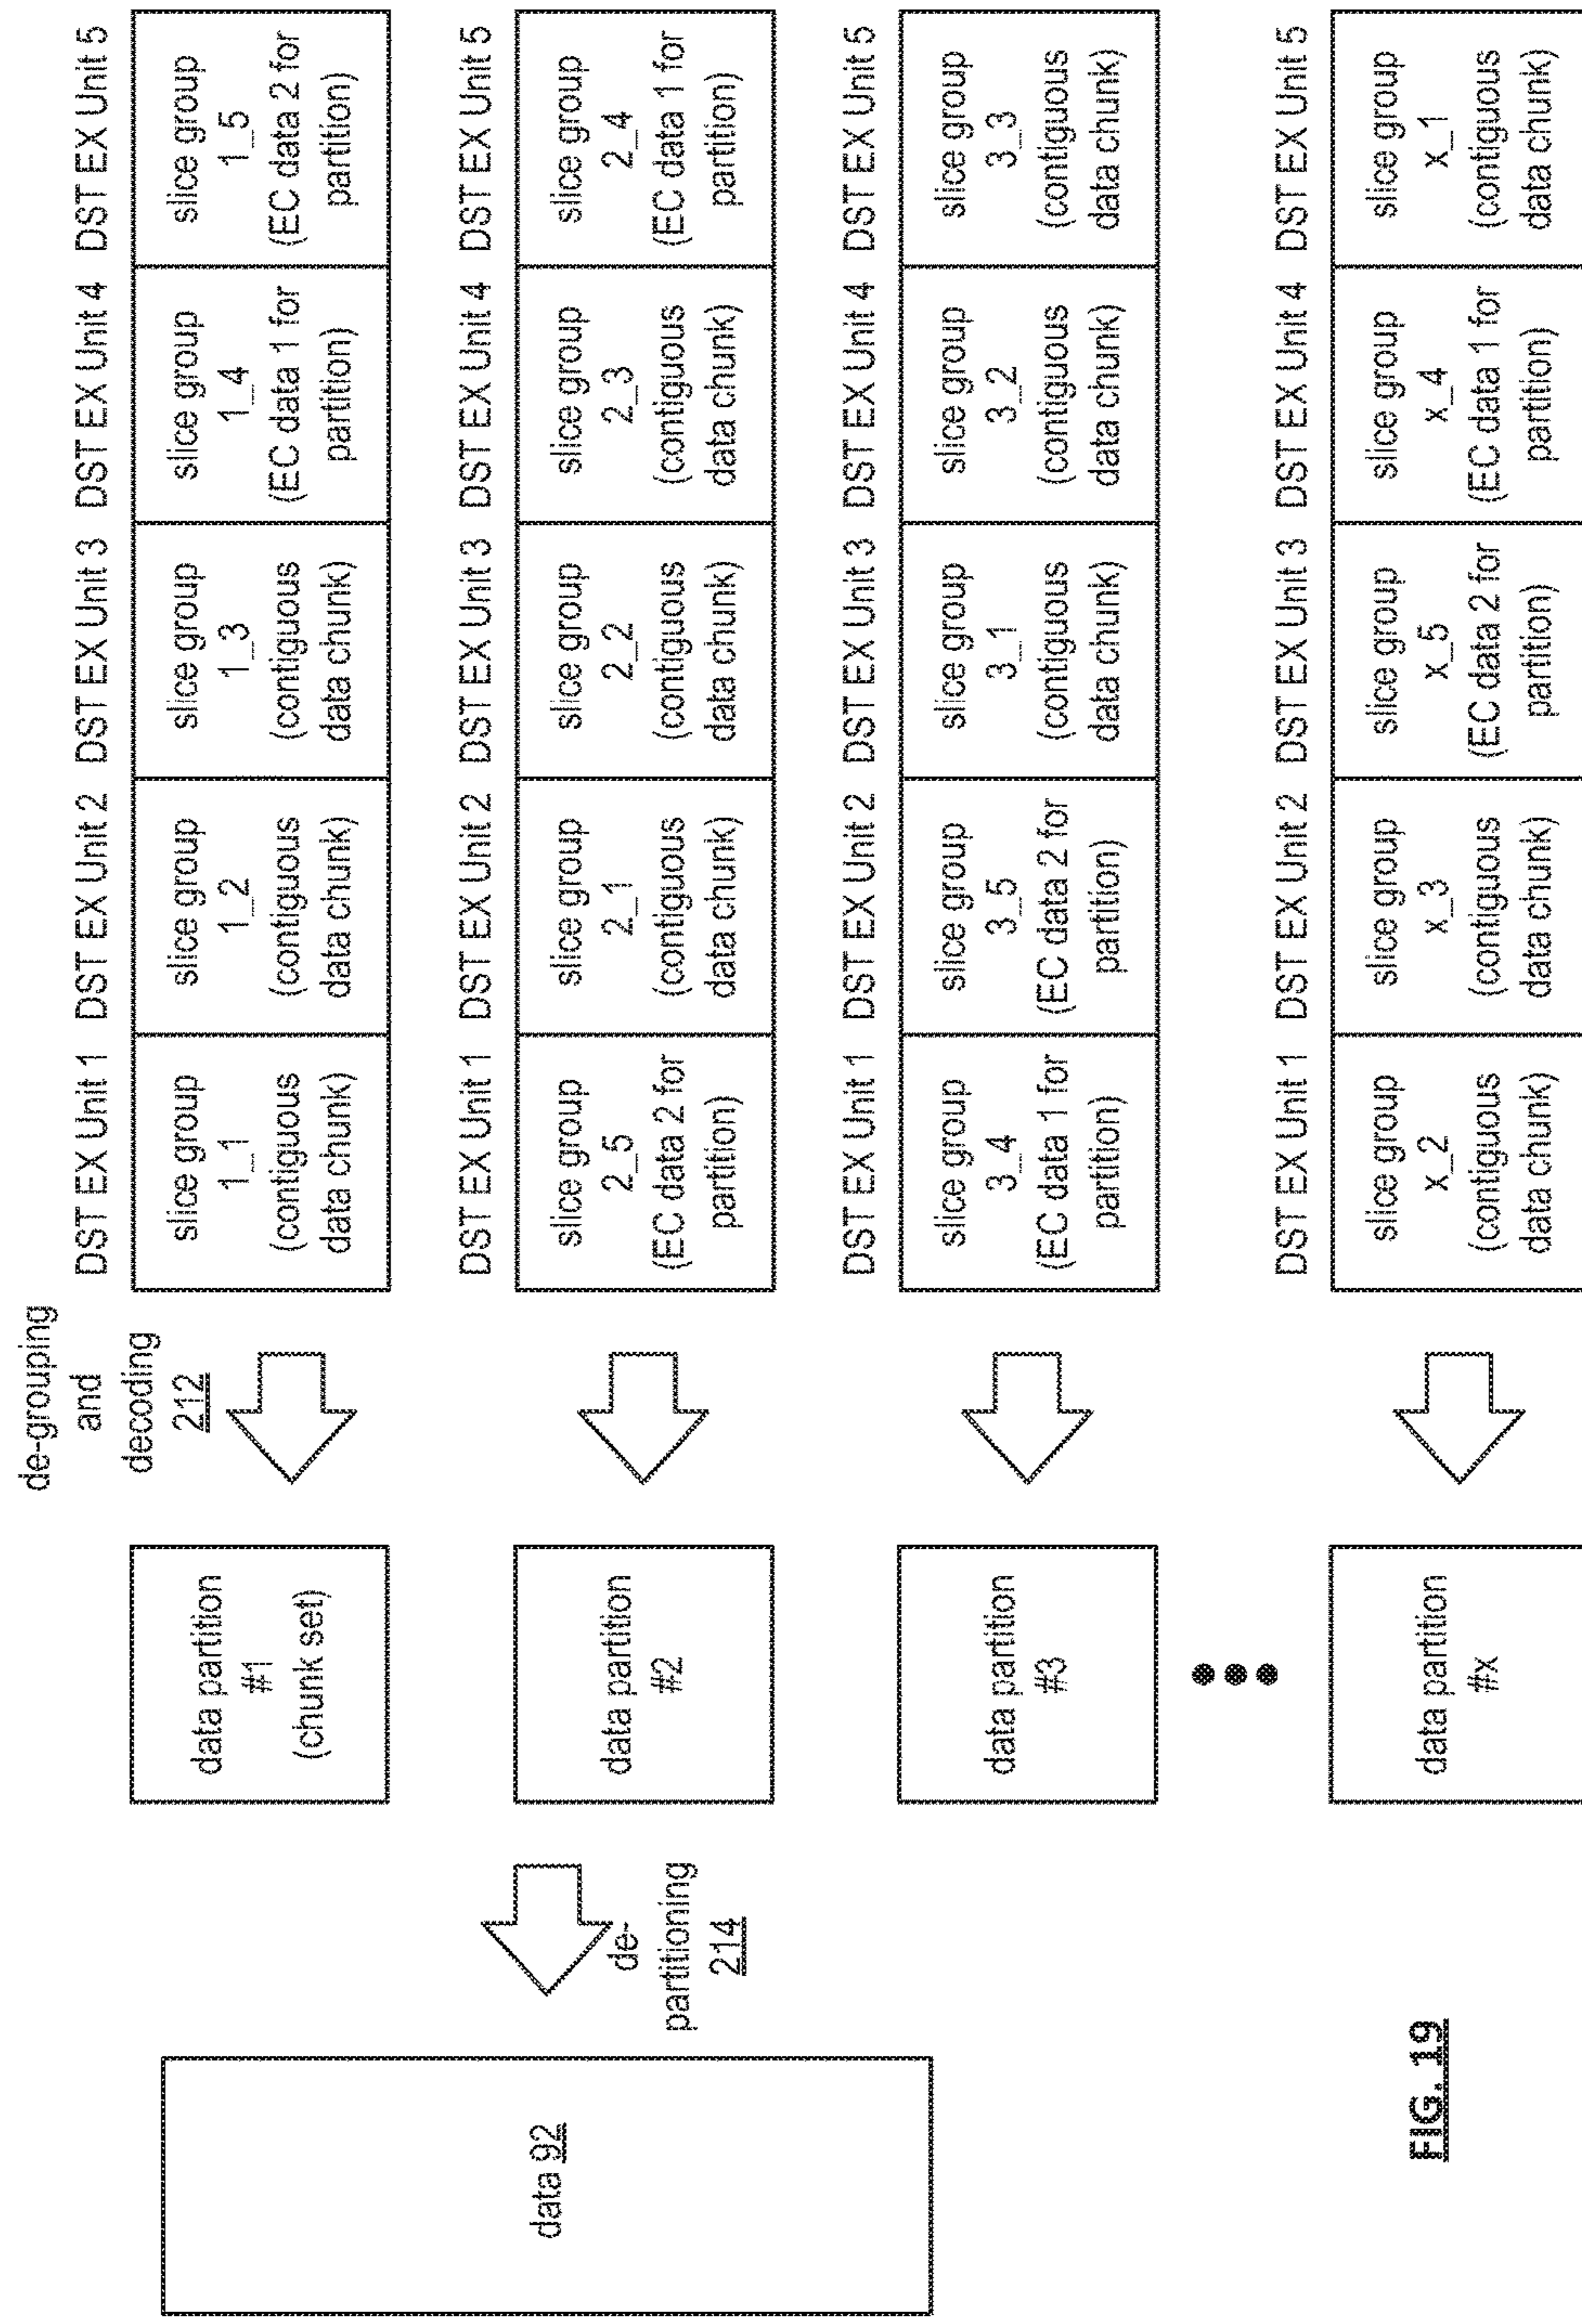 de-grouping
and
decoding
212
DST EX Unit 1
DST EX Unit 2
DST EX Unit 3
DST EX Unit 4
DST EX Unit 5
data partition
#1
(chunk set)
slice group
1_1
(contiguous
data chunk)
slice group
1_2
(contiguous
data chunk)
slice group
1_3
(contiguous
data chunk)
slice group
1_4
(EC data 1 for
partition)
slice group
1_5
(EC data 2 for
partition)
data 92
de-
partitioning
214
DST EX Unit 1
DST EX Unit 2
DST EX Unit 3
DST EX Unit 4
DST EX Unit 5
data partition
#2
slice group
2_5
(EC data 2 for
partition)
slice group
2_1
(contiguous
data chunk)
slice group
2_2
(contiguous
data chunk)
slice group
2_3
(contiguous
data chunk)
slice group
2_4
(EC data 1 for
partition)
DST EX Unit 1
DST EX Unit 2
DST EX Unit 3
DST EX Unit 4
DST EX Unit 5
data partition
#3
slice group
3_4
(EC data 1 for
partition)
slice group
3_5
(EC data 2 for
partition)
slice group
3_1
(contiguous
data chunk)
slice group
3_2
(contiguous
data chunk)
slice group
3_3
(contiguous
data chunk)
DST EX Unit 1
DST EX Unit 2
DST EX Unit 3
DST EX Unit 4
DST EX Unit 5
data partition
#x
slice group
x_2
(contiguous
data chunk)
slice group
x_3
(contiguous
data chunk)
slice group
x_5
(EC data 2 for
partition)
slice group
x_4
(EC data 1 for
partition)
slice group
x_1
(contiguous
data chunk)
FIG. 19